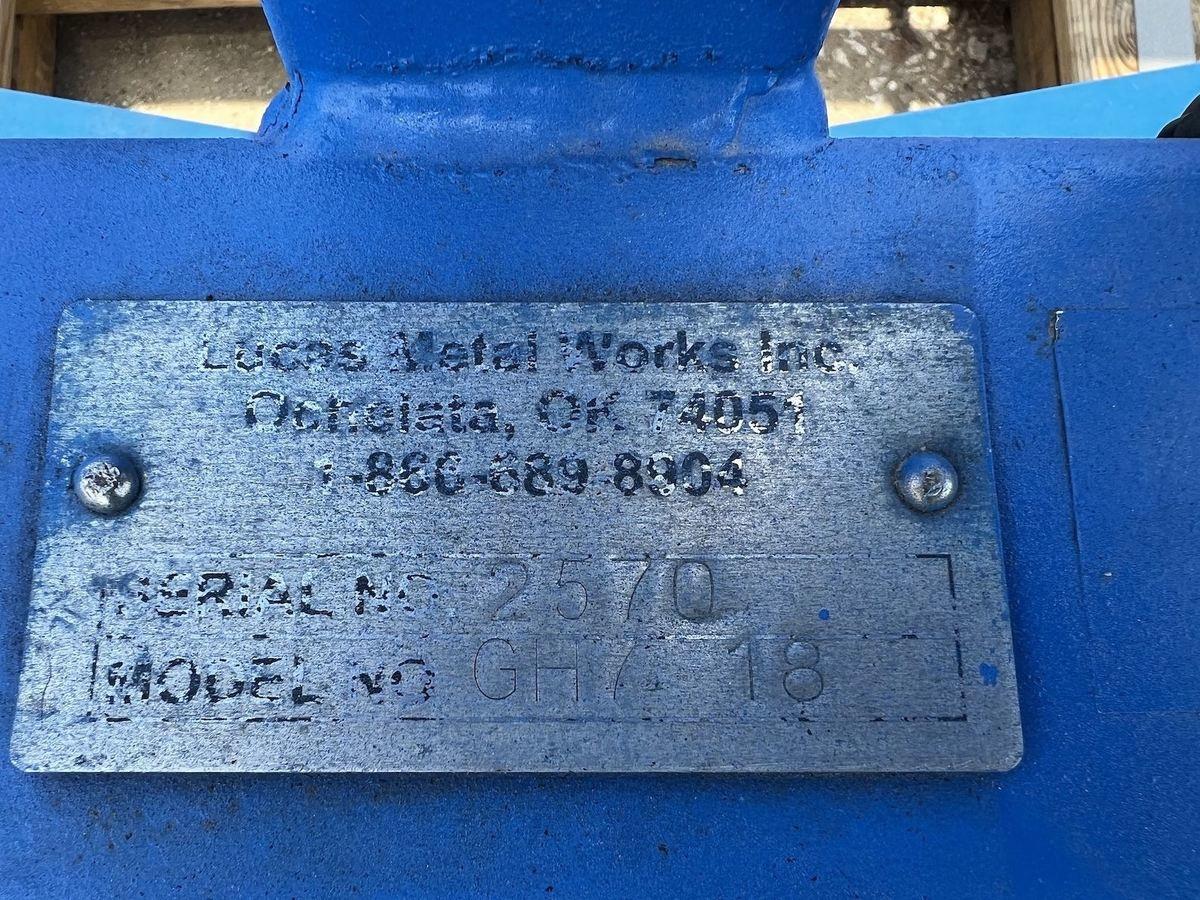 Lucas Metal Works Inc.
Ochelata, OK 74051
1-866-689-8904
SERIAL NO 2570
MODEL NO GH7 18